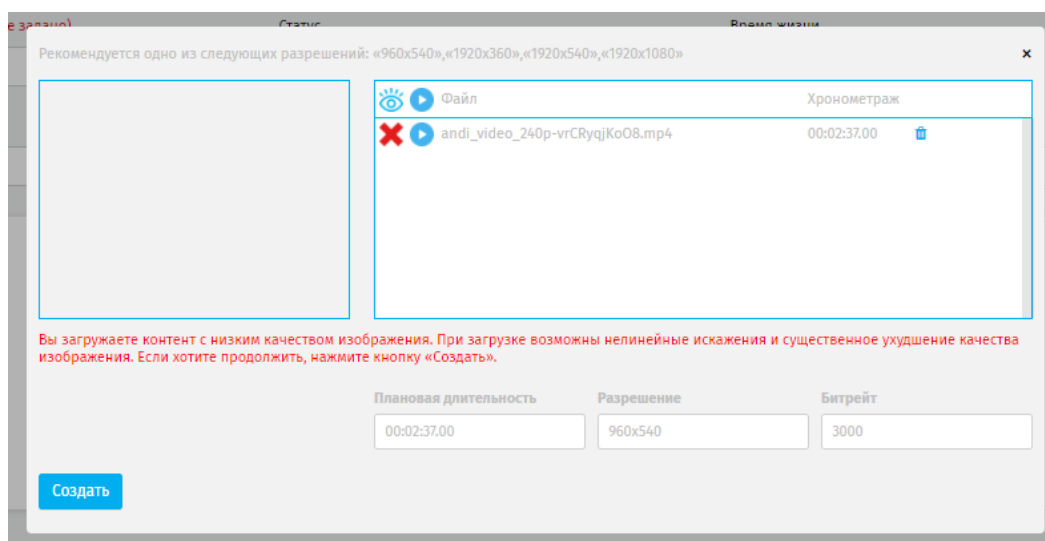 е задано) Статус Время жизни
Рекомендуется одно из следующих разрешений: «960x540»,«1920x360»,«1920x540»,«1920x1080» ×
Файл Хронометраж
andi_video_240p-vrCRyqjKoO8.mp4 00:02:37.00
Вы загружаете контент с низким качеством изображения. При загрузке возможны нелинейные искажения и существенное ухудшение качества
изображения. Если хотите продолжить, нажмите кнопку «Создать».
Плановая длительность Разрешение Битрейт
00:02:37.00 960x540 3000
Создать